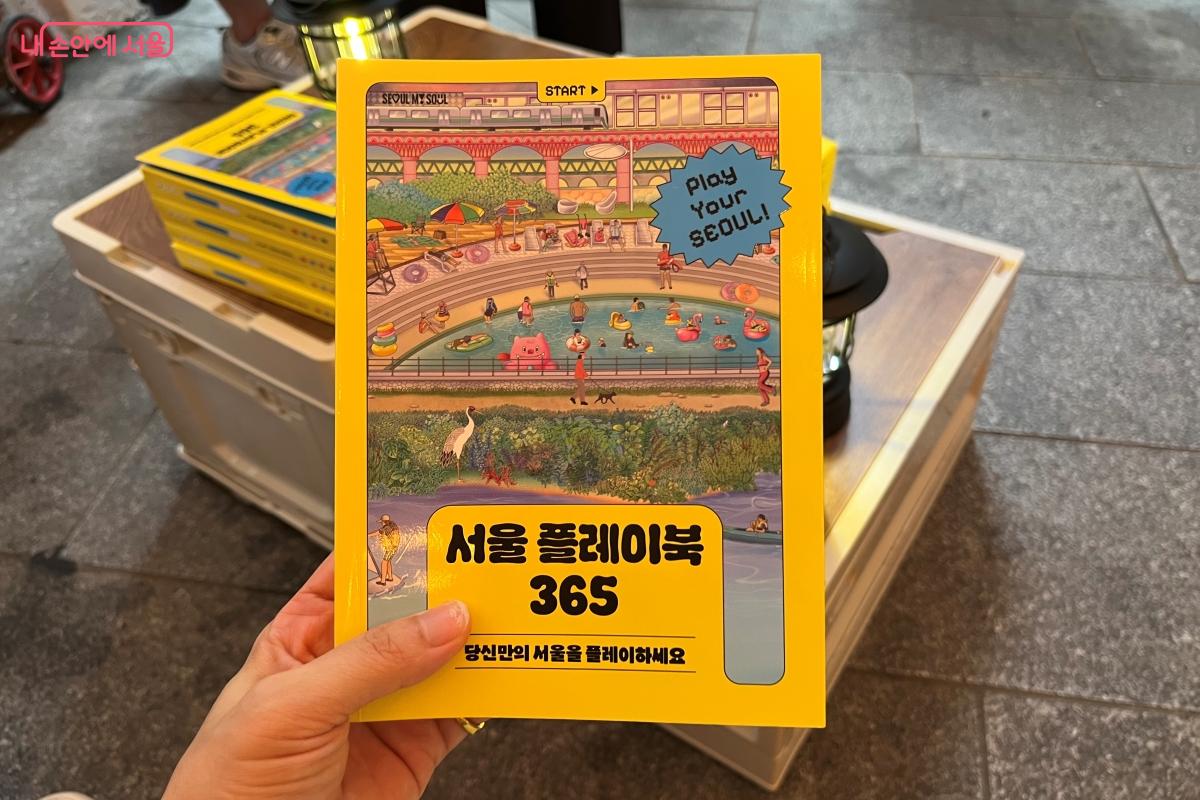 내 손안에 서울
START ▶
SEOUL MY SOUL
Play
Your
SEOUL!
서울 플레이북
365
당신만의 서울을 플레이하세요